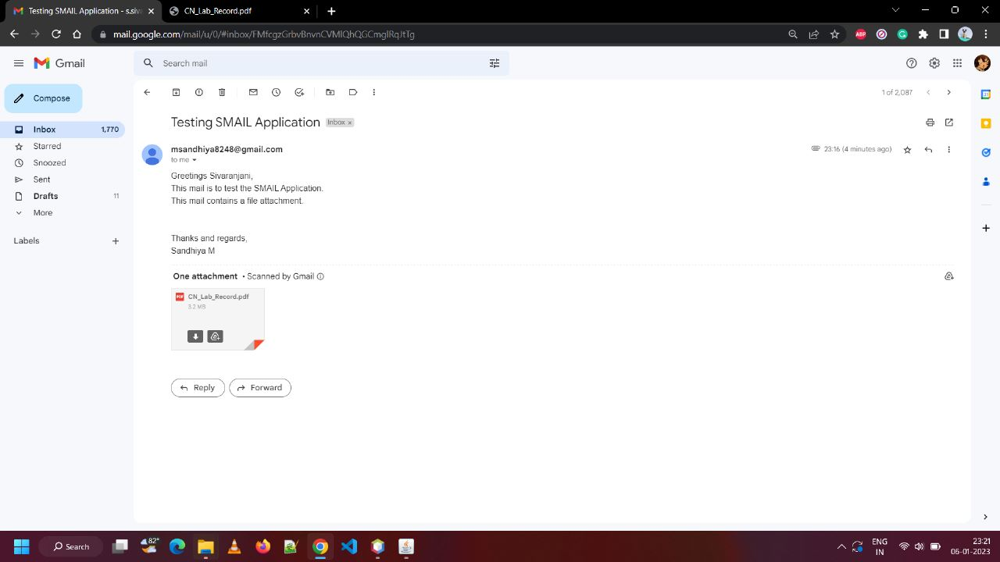 Testing SMAIL Application - s.siva
CN_Lab_Record.pdf
mail.google.com/mail/u/0/#inbox/FMfcgzGrbvBnvnCVMlQhQGCmglRqJtTg
ABP
Gmail
Search mail
Compose
1 of 2,087
Inbox 1,770
Starred
Snoozed
Sent
Drafts 11
More
Labels
Testing SMAIL Application Inbox ×
msandhiya8248@gmail.com 23:16 (4 minutes ago)
to me
Greetings Sivaranjani,
This mail is to test the SMAIL Application.
This mail contains a file attachment.
Thanks and regards,
Sandhiya M
One attachment • Scanned by Gmail
PDF CN_Lab_Record.pdf
3.2 MB
Reply Forward
Search
82°
ENG
IN
23:21
06-01-2023